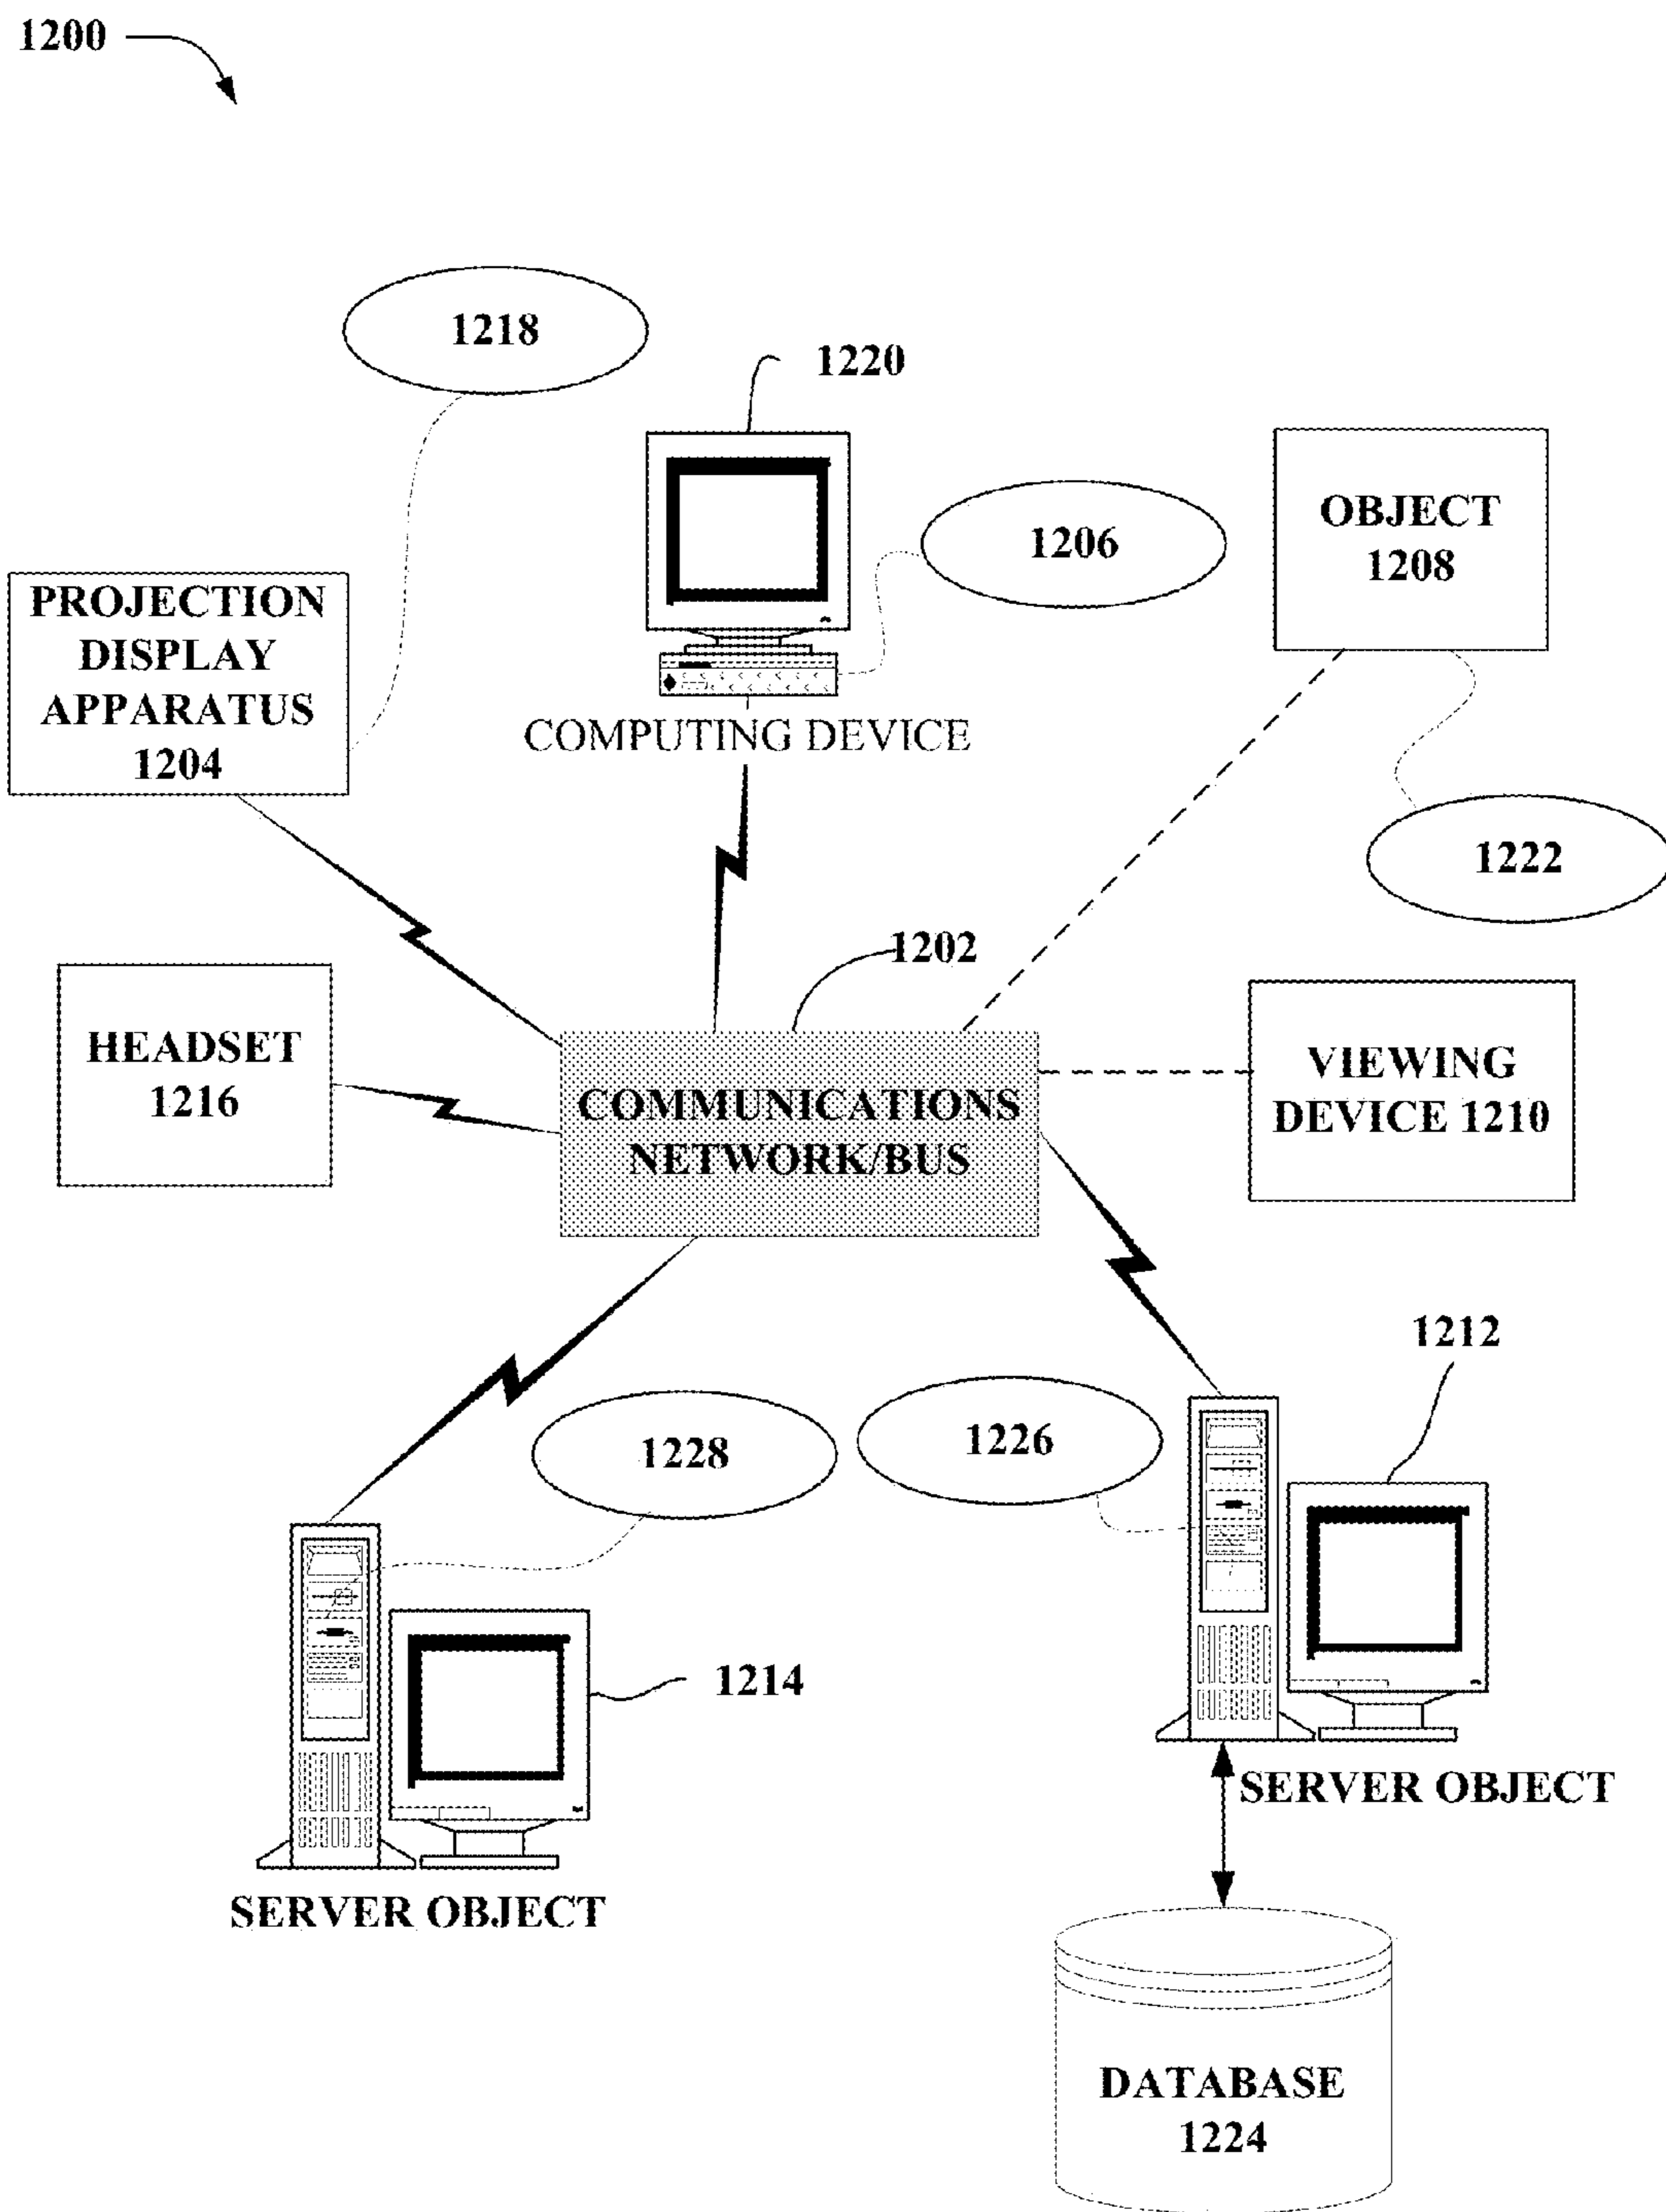 1200
1218
1220
1206
OBJECT
1208
PROJECTION
DISPLAY
APPARATUS
1204
COMPUTING DEVICE
1222
1202
HEADSET
1216
COMMUNICATIONS
NETWORK/BUS
VIEWING
DEVICE 1210
1212
1228
1226
1214
SERVER OBJECT
SERVER OBJECT
DATABASE
1224